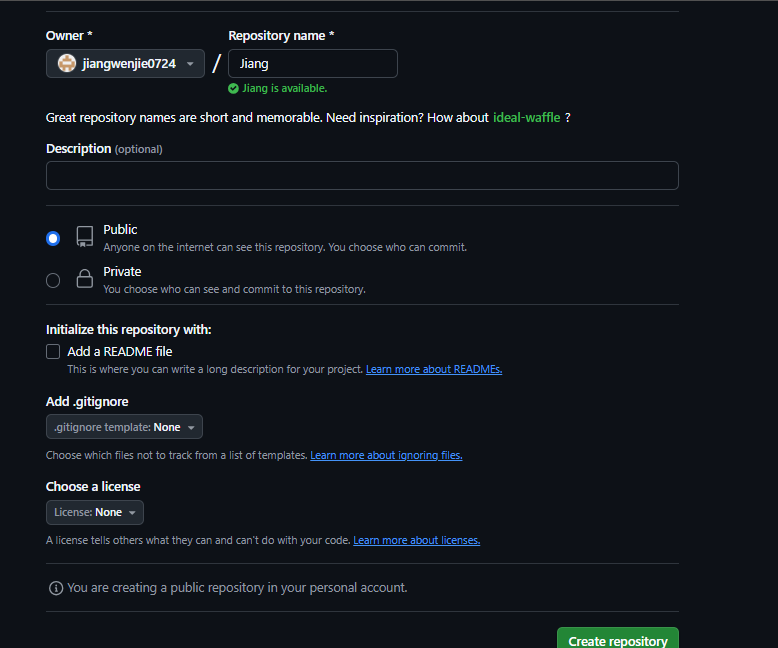 Owner * Repository name *
jiangwenjie0724 / Jiang
Jiang is available.
Great repository names are short and memorable. Need inspiration? How about ideal-waffle ?
Description (optional)
Public
Anyone on the internet can see this repository. You choose who can commit.
Private
You choose who can see and commit to this repository.
Initialize this repository with:
Add a README file
This is where you can write a long description for your project. Learn more about READMEs.
Add .gitignore
.gitignore template: None
Choose which files not to track from a list of templates. Learn more about ignoring files.
Choose a license
License: None
A license tells others what they can and can't do with your code. Learn more about licenses.
You are creating a public repository in your personal account.
Create repository